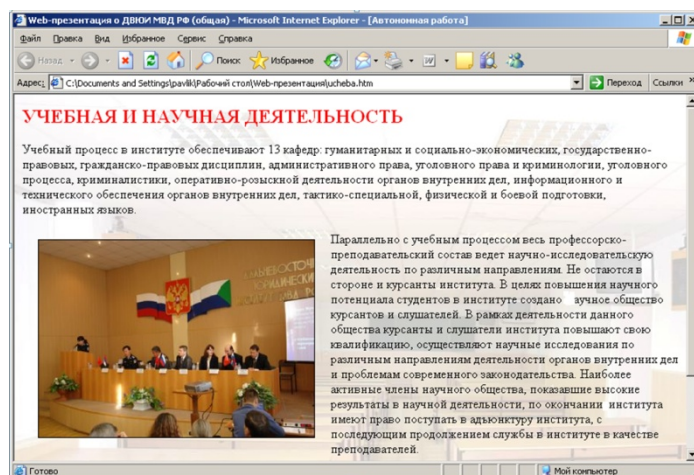 Web-презентация о ДВЮИ МВД РФ (общая) - Microsoft Internet Explorer - [Автономная работа]
Файл Правка Вид Избранное Сервис Справка
Назад Поиск Избранное
Адрес: C:\Documents and Settings\pavlik\Рабочий стол\Web-презентация\ucheba.htm Переход Ссылки
УЧЕБНАЯ И НАУЧНАЯ ДЕЯТЕЛЬНОСТЬ
Учебный процесс в институте обеспечивают 13 кафедр: гуманитарных и социально-экономических, государственно-
правовых, гражданско-правовых дисциплин, административного права, уголовного права и криминологии, уголовного
процесса, криминалистики, оперативно-розыскной деятельности органов внутренних дел, информационного и
технического обеспечения органов внутренних дел, тактико-специальной, физической и боевой подготовки,
иностранных языков.
ДАЛЬНЕВОСТОЧНЫЙ
ЮРИДИЧЕСКИЙ
Параллельно с учебным процессом весь профессорско-
преподавательский состав ведет научно-исследовательскую
деятельность по различным направлениям. Не остаются в
стороне и курсанты института. В целях повышения научного
потенциала студентов в институте создано аучное общество
курсантов и слушателей. В рамках деятельности данного
общества курсанты и слушатели института повышают свою
квалификацию, осуществляют научные исследования по
различным направлениям деятельности органов внутренних дел
и проблемам современного законодательства. Наиболее
активные члены научного общества, показавшие высокие
результаты в научной деятельности, по окончании института
имеют право поступать в адъюнктуру института, с
последующим продолжением службы в институте в качестве
преподавателей.
Готово Мой компьютер